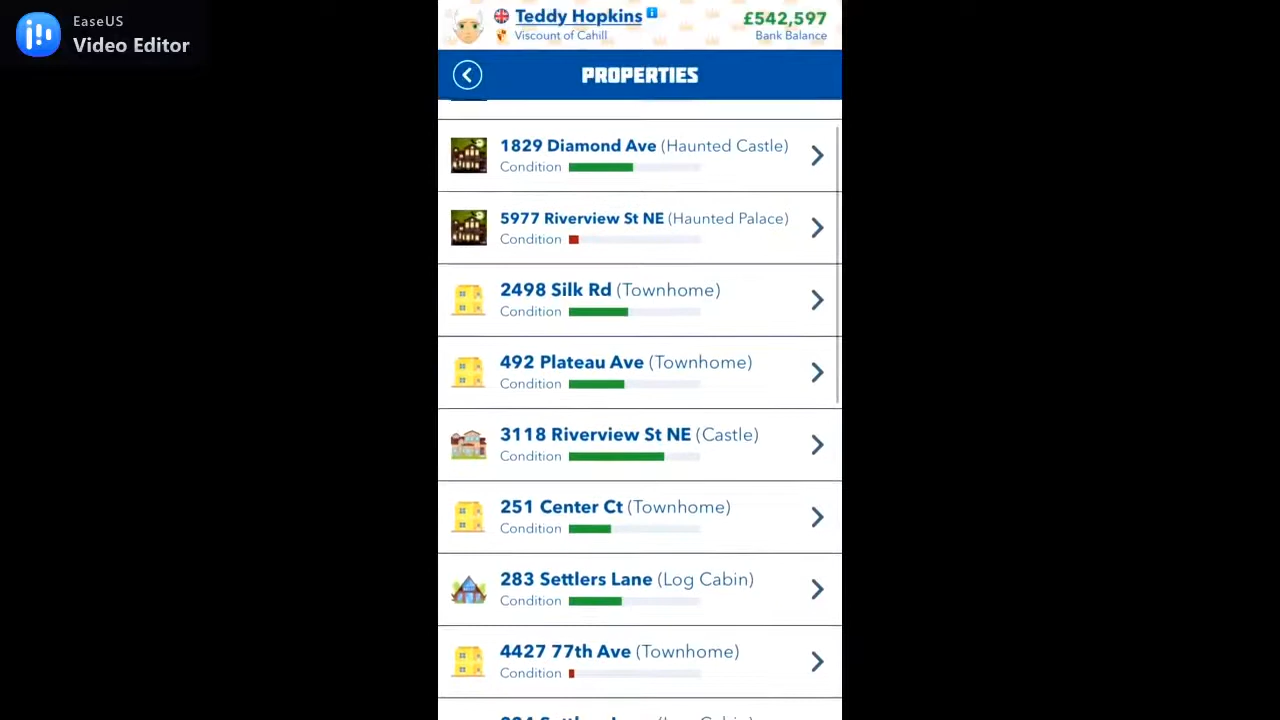 EaseUS
Video Editor
Teddy Hopkins
£542,597
Viscount of Cahill
Bank Balance
PROPERTIES
1829 Diamond Ave (Haunted Castle)
Condition
5977 Riverview St NE (Haunted Palace)
Condition
2498 Silk Rd (Townhome)
Condition
492 Plateau Ave (Townhome)
Condition
3118 Riverview St NE (Castle)
Condition
251 Center Ct (Townhome)
Condition
283 Settlers Lane (Log Cabin)
Condition
4427 77th Ave (Townhome)
Condition